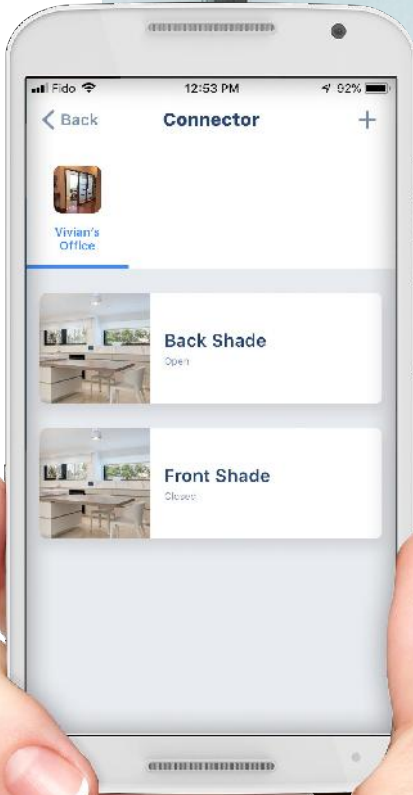 Fido 12:53 PM 92%
Back Connector +
Vivian's
Office
Back Shade
Open
Front Shade
Closed